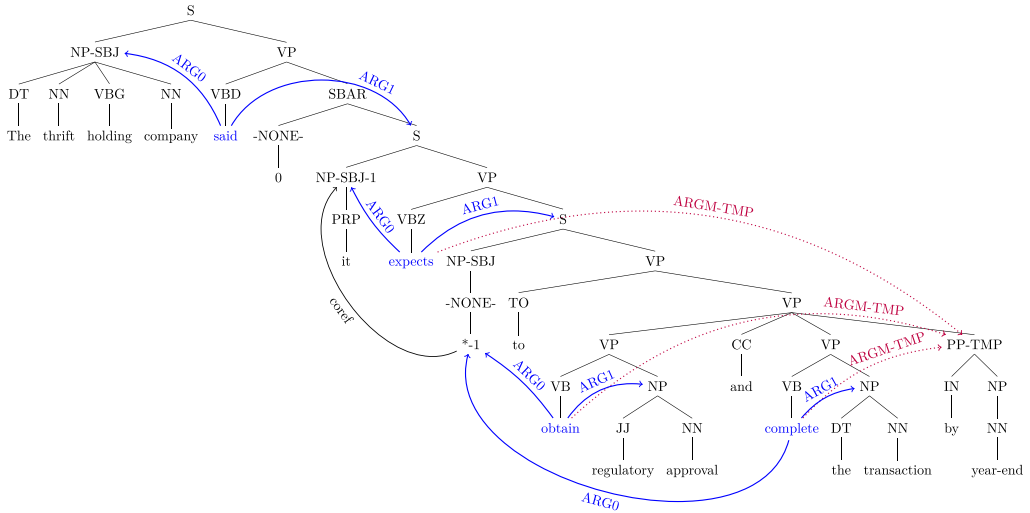 S
NP-SBJ VP
ARG0 ARG1
DT NN VBG NN VBD SBAR
The thrift holding company said -NONE- S
0 NP-SBJ-1 VP
ARG0 ARG1 ARGM-TMP
PRP VBZ S
it expects NP-SBJ VP
coref -NONE- TO VP ARGM-TMP
*-1 to VP CC VP ARGM-TMP PP-TMP
ARG0 ARG1 ARG1
VB NP and VB NP IN NP
obtain JJ NN complete DT NN by NN
regulatory approval the transaction year-end
ARG0